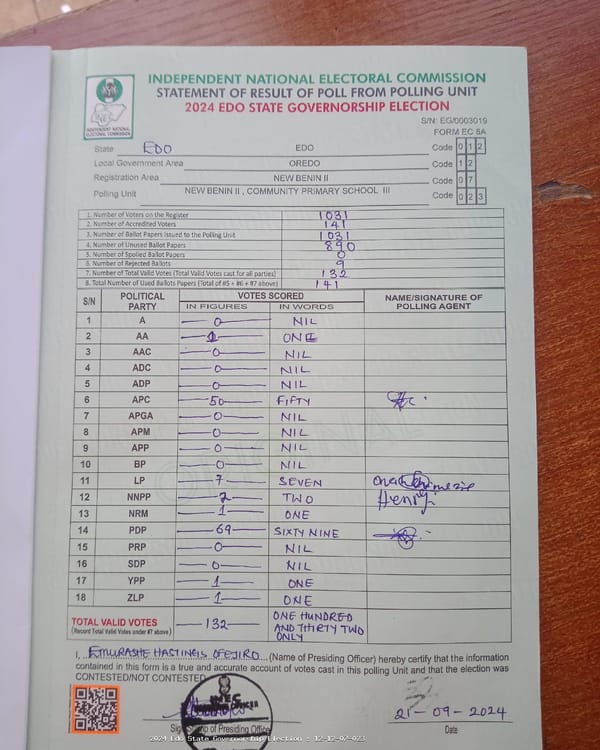 INDEPENDENT NATIONAL ELECTORAL COMMISSION
STATEMENT OF RESULT OF POLL FROM POLLING UNIT
2024 EDO STATE GOVERNORSHIP ELECTION
INEC
INDEPENDENT NATIONAL ELECTORAL COMMISSION
S/N: EG/0003019
FORM EC 8A
State EDO EDO Code 0 1 2
Local Government Area OREDO Code 1 2
Registration Area NEW BENIN II Code 0 7
Polling Unit NEW BENIN II , COMMUNITY PRIMARY SCHOOL III Code 0 2 3
1. Number of Voters on the Register 1031
2. Number of Accredited Voters 141
3. Number of Ballot Papers Issued to the Polling Unit 1031
4. Number of Unused Ballot Papers 890
5. Number of Spoiled Ballot Papers 0
6. Number of Rejected Ballots 9
7. Number of Total Valid Votes (Total Valid Votes cast for all parties) 132
8. Total Number of Used Ballots Papers (Total of #5 + #6 + #7 above) 141
S/N POLITICAL PARTY VOTES SCORED NAME/SIGNATURE OF POLLING AGENT
IN FIGURES IN WORDS
1 A 0 NIL
2 AA 1 ONE
3 AAC 0 NIL
4 ADC 0 NIL
5 ADP 0 NIL
6 APC 50 FIFTY
7 APGA 0 NIL
8 APM 0 NIL
9 APP 0 NIL
10 BP 0 NIL
11 LP 7 SEVEN
12 NNPP 2 TWO Henry
13 NRM 1 ONE
14 PDP 69 SIXTY NINE
15 PRP 0 NIL
16 SDP 0 NIL
17 YPP 1 ONE
18 ZLP 1 ONE
TOTAL VALID VOTES 132 ONE HUNDRED AND THIRTY TWO ONLY
(Record Total Valid Votes under #7 above)
I, HASTINGIS OFEJIRO (Name of Presiding Officer) hereby certify that the information
contained in this form is a true and accurate account of votes cast in this polling Unit and that the election was
CONTESTED/NOT CONTESTED
INEC
of Presiding Office
21-09-2024
Date
2024 Edo State Governorship Election : 12-12-07-023